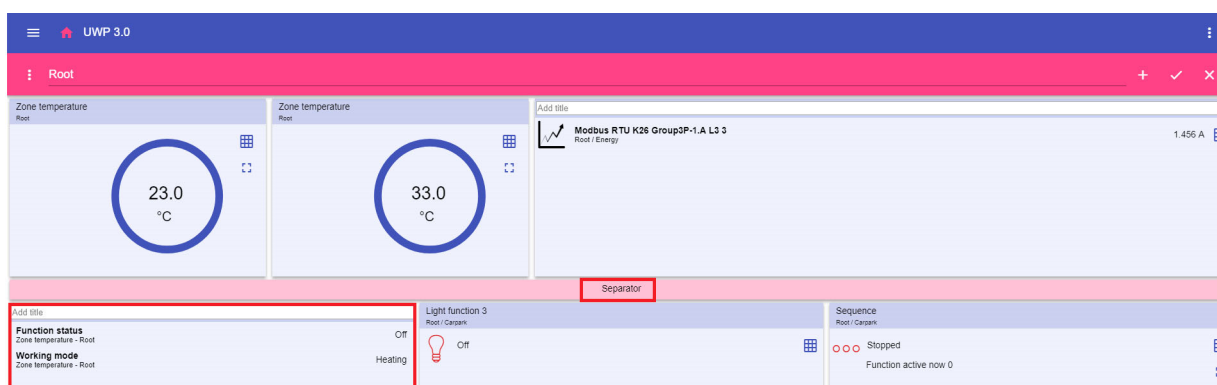 UWP 3.0
Root
Zone temperature
Root
23.0
°C
Zone temperature
Root
33.0
°C
Add title
Modbus RTU K26 Group3P-1.A L3 3
Root / Energy
1.456 A
Separator
Add title
Function status
Zone temperature - Root
Off
Working mode
Zone temperature - Root
Heating
Light function 3
Root / Carpark
Off
Sequence
Root / Carpark
Stopped
Function active now 0